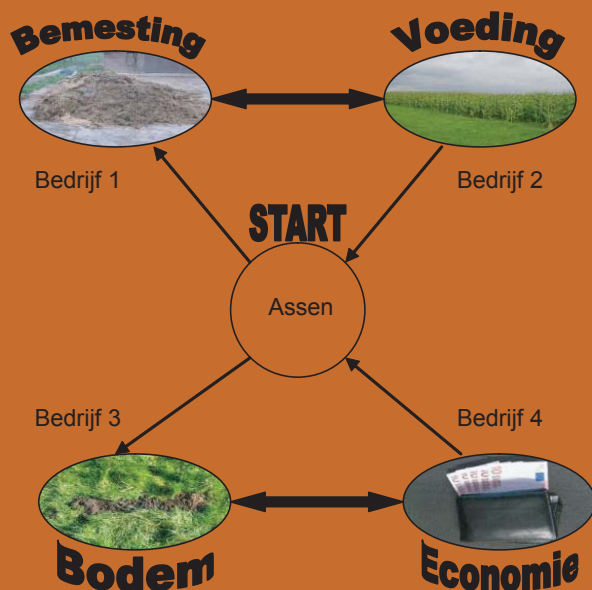 Bemesting
Voeding
Bedrijf 1
Bedrijf 2
START
Assen
Bedrijf 3
Bedrijf 4
Bodem
Economie